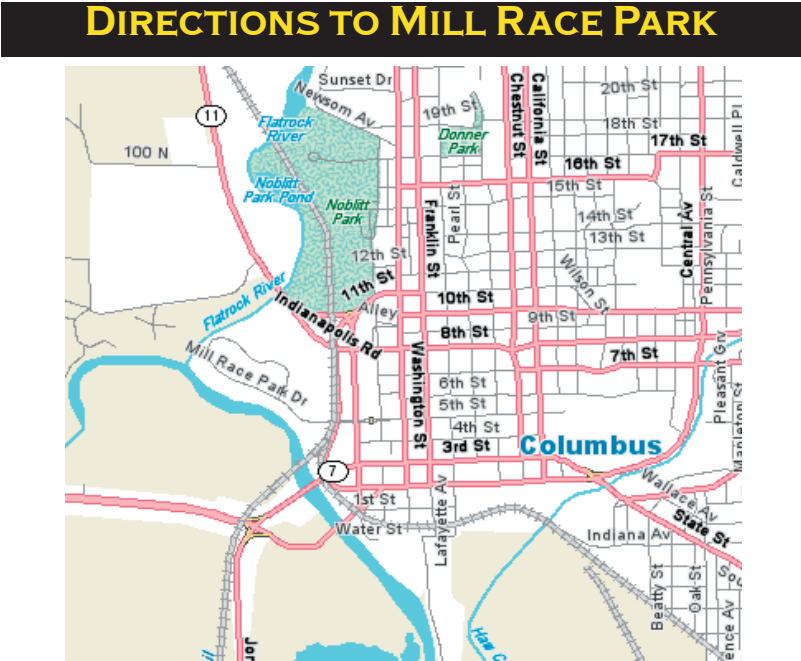 DIRECTIONS TO MILL RACE PARK
Sunset Dr
Newsom Av
20th St
19th St
11
Flatrock
River
Chestnut St
California St
18th St
Donner
Park
17th St
Caldwell Pl
100 N
16th St
15th St
Noblitt
Park Pond
Noblitt
Park
Franklin St
Pearl St
14th St
13th St
Central Av
Pennsylvania St
12th St
Wilson St
11th St
Flatrock River
Indianapolis Rd
10th St
Alley
9th St
8th St
7th St
Mill Race Park Dr
Washington St
6th St
5th St
4th St
3rd St
Columbus
Pleasant Grv
Mapleton St
7
1st St
Water St
Lafayette Av
Wallace Av
State St
Indiana Av
Beatty St
Oak St
Haw C